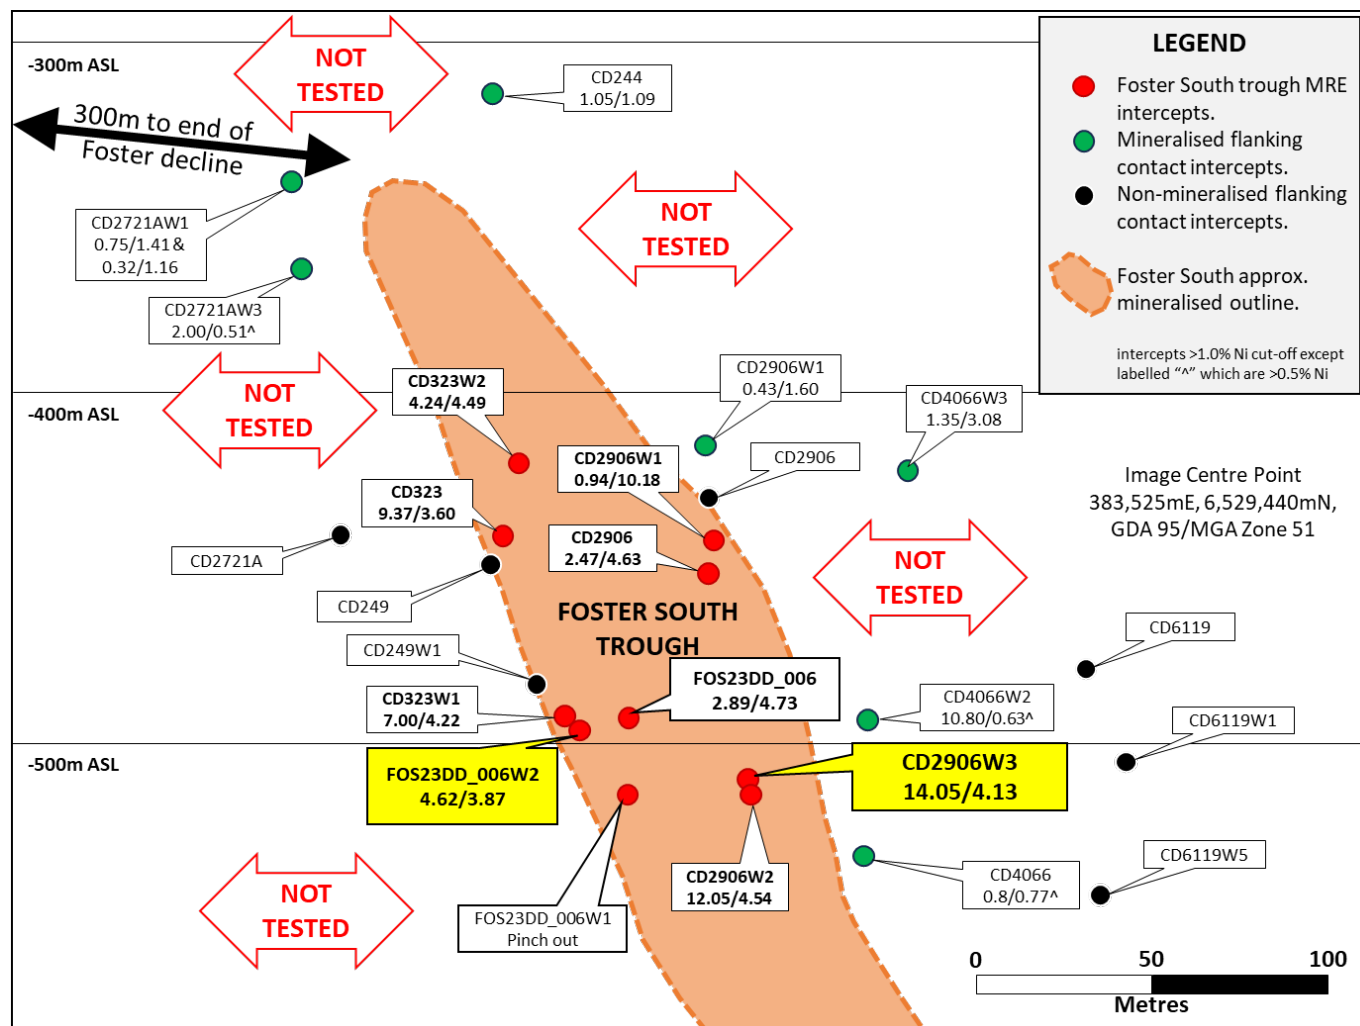 -300m ASL
NOT
TESTED
CD244
1.05/1.09
300m to end of
Foster decline
CD2721AW1
0.75/1.41 &
0.32/1.16
CD2721AW3
2.00/0.51^
NOT
TESTED
LEGEND
Foster South trough MRE
intercepts.
Mineralised flanking
contact intercepts.
Non-mineralised flanking
contact intercepts.
Foster South approx.
mineralised outline.
intercepts >1.0% Ni cut-off except
labelled "^" which are >0.5% Ni
-400m ASL
NOT
TESTED
CD323W2
4.24/4.49
CD2906W1
0.43/1.60
CD4066W3
1.35/3.08
CD2906W1
0.94/10.18
CD2906
Image Centre Point
383,525mE, 6,529,440mN,
GDA 95/MGA Zone 51
CD323
9.37/3.60
CD2906
2.47/4.63
CD2721A
CD249
NOT
TESTED
FOSTER SOUTH
TROUGH
CD249W1
CD6119
FOS23DD_006
2.89/4.73
CD323W1
7.00/4.22
CD4066W2
10.80/0.63^
CD6119W1
-500m ASL
FOS23DD_006W2
4.62/3.87
CD2906W3
14.05/4.13
NOT
TESTED
FOS23DD_006W1
Pinch out
CD2906W2
12.05/4.54
CD4066
0.8/0.77^
CD6119W5
0 50 100
Metres